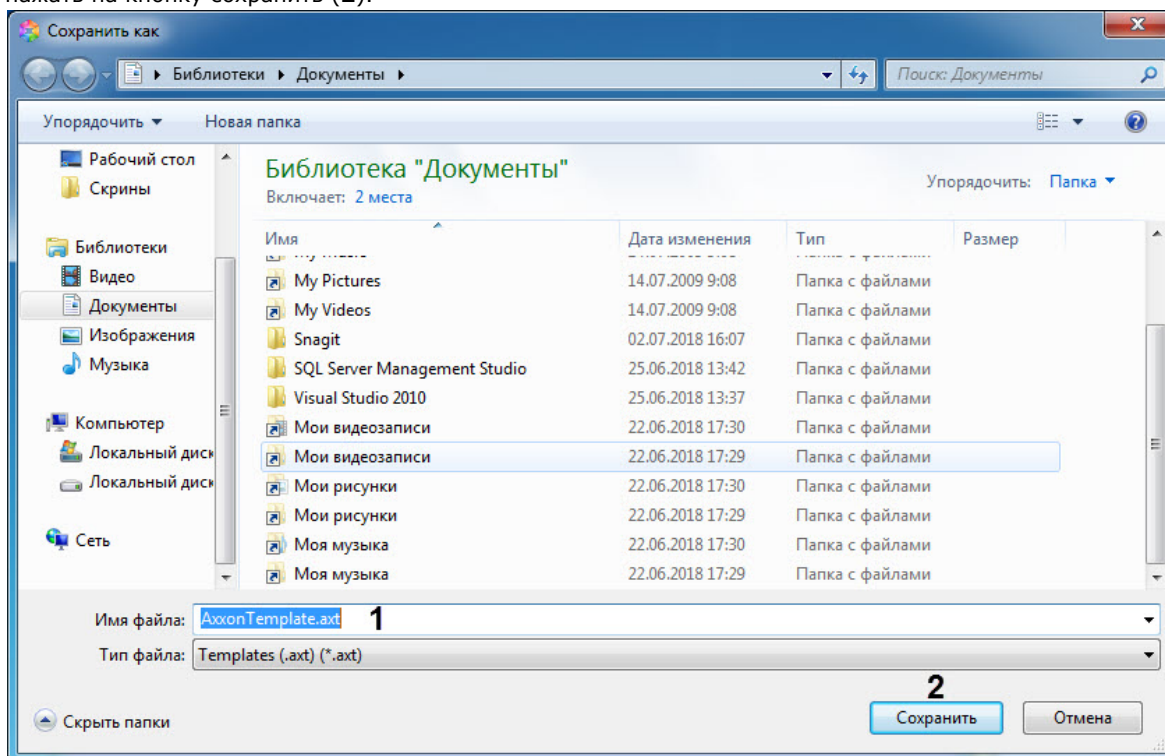 нажать на кнопку сохранить (2).
Сохранить как
Библиотеки Документы
Поиск: Документы
Упорядочить Новая папка
Рабочий стол
Скрины
Библиотеки
Видео
Документы
Изображения
Музыка
Компьютер
Локальный диск
Локальный диск
Сеть
Библиотека "Документы"
Включает: 2 места
Упорядочить: Папка
Имя Дата изменения Тип Размер
My Pictures 14.07.2009 9:08 Папка с файлами
My Videos 14.07.2009 9:08 Папка с файлами
Snagit 02.07.2018 16:07 Папка с файлами
SQL Server Management Studio 25.06.2018 13:42 Папка с файлами
Visual Studio 2010 25.06.2018 13:37 Папка с файлами
Мои видеозаписи 22.06.2018 17:30 Папка с файлами
Мои видеозаписи 22.06.2018 17:29 Папка с файлами
Мои рисунки 22.06.2018 17:30 Папка с файлами
Мои рисунки 22.06.2018 17:29 Папка с файлами
Моя музыка 22.06.2018 17:30 Папка с файлами
Моя музыка 22.06.2018 17:29 Папка с файлами
Имя файла: AxxonTemplate.axt 1
Тип файла: Templates (.axt) (*.axt)
2
Скрыть папки Сохранить Отмена